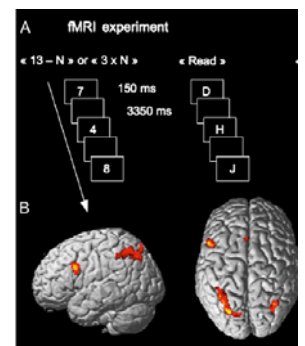 A fMRI experiment
« 13 – N » or « 3 x N » « Read »
7 150 ms D
3350 ms
4 H
8 J
B